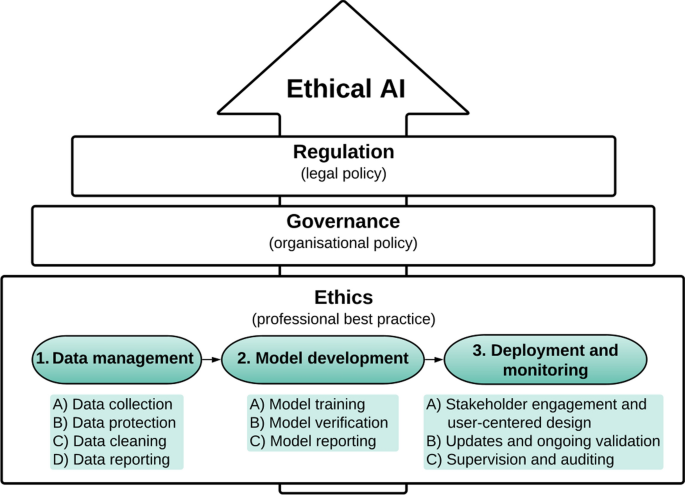 Ethical AI
Regulation
(legal policy)
Governance
(organisational policy)
Ethics
(professional best practice)
1. Data management
2. Model development
3. Deployment and
monitoring
A) Data collection
B) Data protection
C) Data cleaning
D) Data reporting
A) Model training
B) Model verification
C) Model reporting
A) Stakeholder engagement and
user-centered design
B) Updates and ongoing validation
C) Supervision and auditing